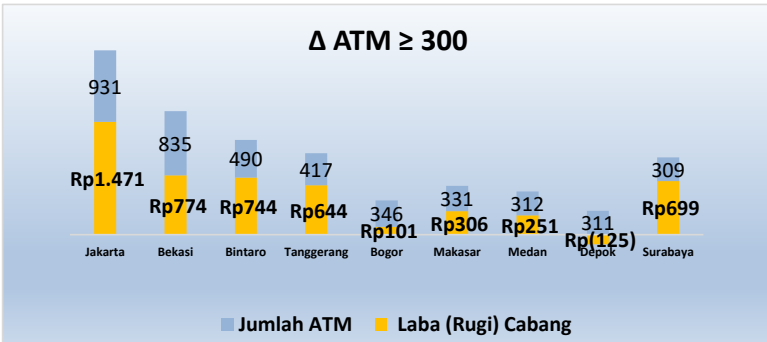 Δ ATM ≥ 300
931
835
490
417
346
331
312
311
309
Rp1.471
Rp774
Rp744
Rp644
Rp101
Rp306
Rp251
Rp(125)
Rp699
Jakarta
Bekasi
Bintaro
Tanggerang
Bogor
Makasar
Medan
Depok
Surabaya
Jumlah ATM
Laba (Rugi) Cabang